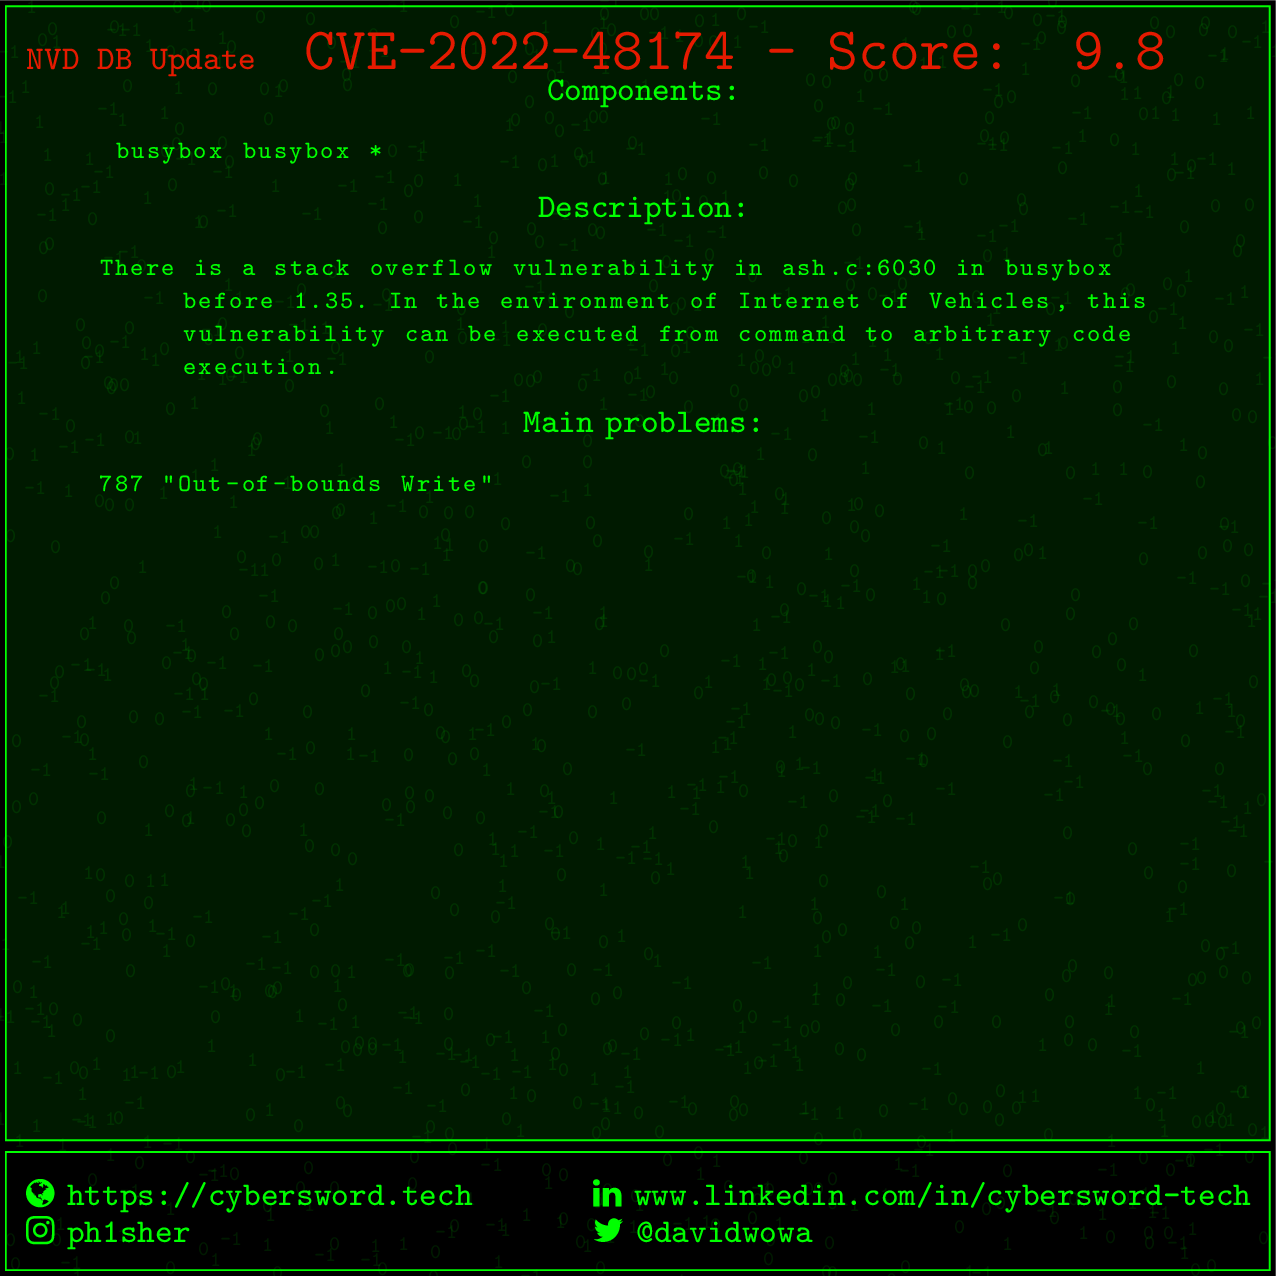 NVD DB Update CVE-2022-48174 - Score: 9.8
Components:
busybox busybox *
Description:
There is a stack overflow vulnerability in ash.c:6030 in busybox
before 1.35. In the environment of Internet of Vehicles, this
vulnerability can be executed from command to arbitrary code
execution.
Main problems:
787 "Out-of-bounds Write"
https://cybersword.tech
www.linkedin.com/in/cybersword-tech
ph1sher
@davidwowa